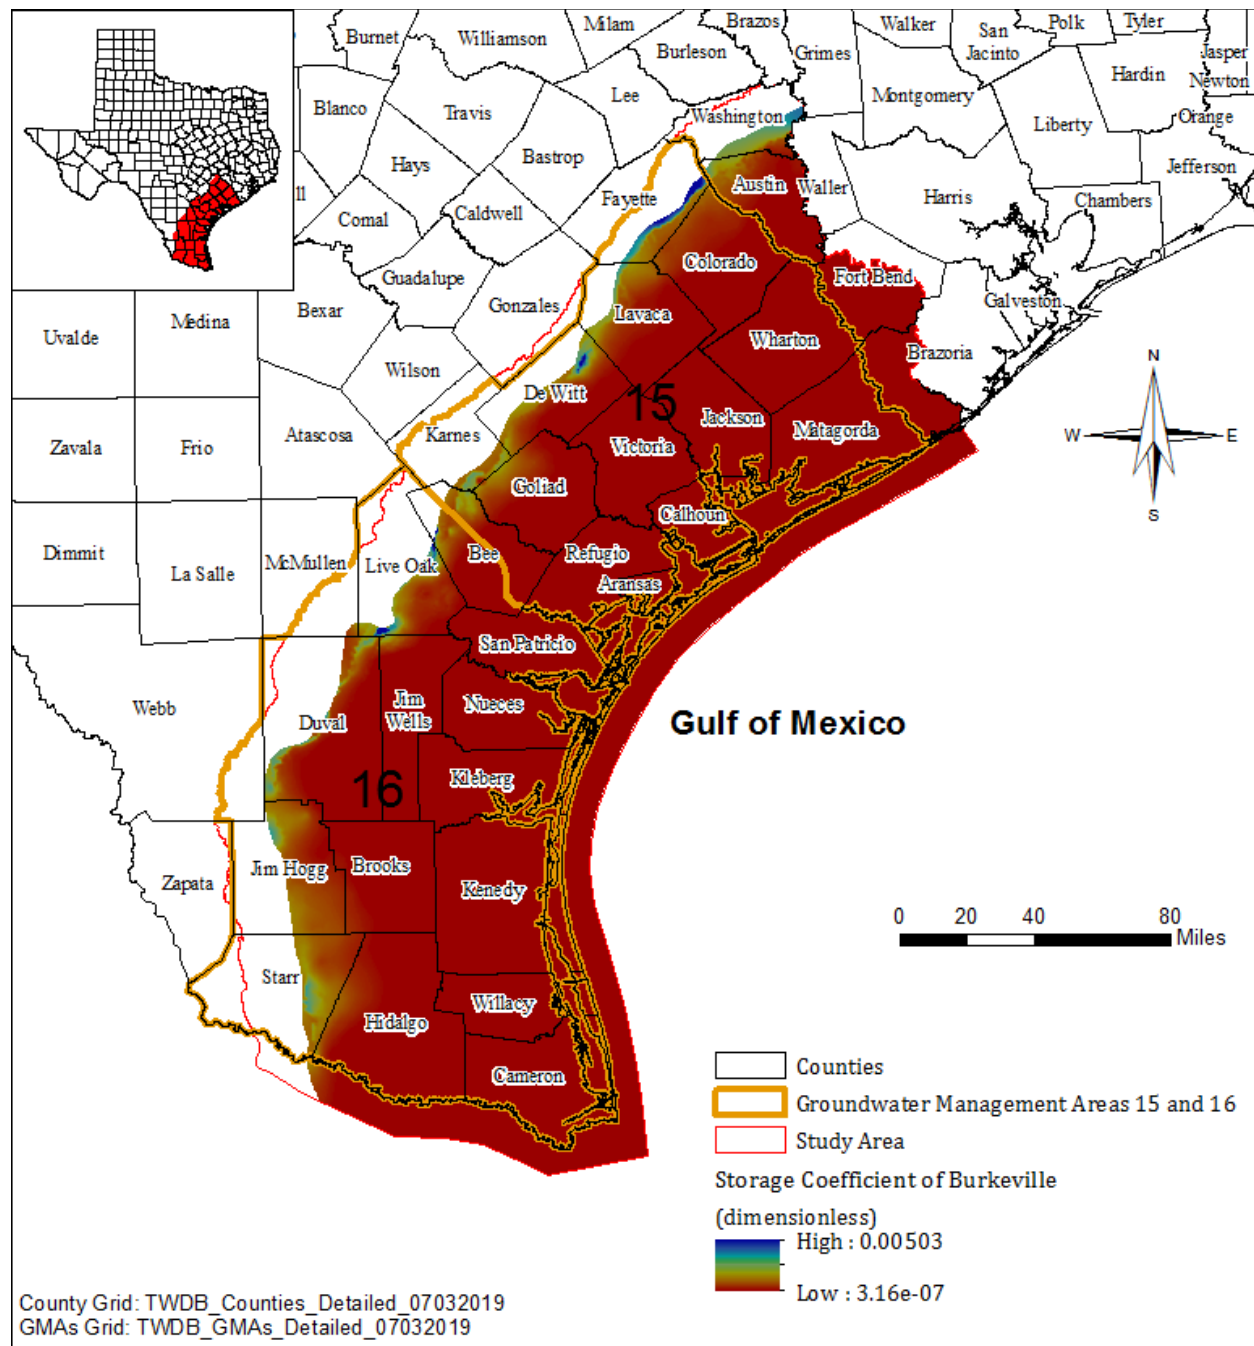 Burnet
Williamson
Milam
Brazos
Walker
Polk
Tyler
San
Jacinto
Jasper
Burleson
Grimes
Hardin
Newton
Blanco
Travis
Lee
Washington
Montgomery
Liberty
Orange
Hays
Bastrop
Jefferson
ll
Comal
Caldwell
Fayette
Austin
Waller
Harris
Chambers
Guadalupe
Colorado
Fort Bend
Bexar
Gonzales
Lavaca
Galveston
Uvalde
Medina
Wharton
Brazoria
Wilson
De Witt
N
Zavala
Frio
Atascosa
Karnes
15
Jackson
Matagorda
W
E
Victoria
Goliad
Calhoun
S
Dimmit
La Salle
McMullen
Live Oak
Bee
Refugio
Aransas
San Patricio
Webb
Duval
Jim
Wells
Nueces
Gulf of Mexico
16
Kleberg
Zapata
Jim Hogg
Brooks
Kenedy
0 20 40 80
Miles
Starr
Hidalgo
Willacy
Cameron
Counties
Groundwater Management Areas 15 and 16
Study Area
Storage Coefficient of Burkeville
(dimensionless)
High : 0.00503
Low : 3.16e-07
County Grid: TWDB_Counties_Detailed_07032019
GMAs Grid: TWDB_GMAs_Detailed_07032019